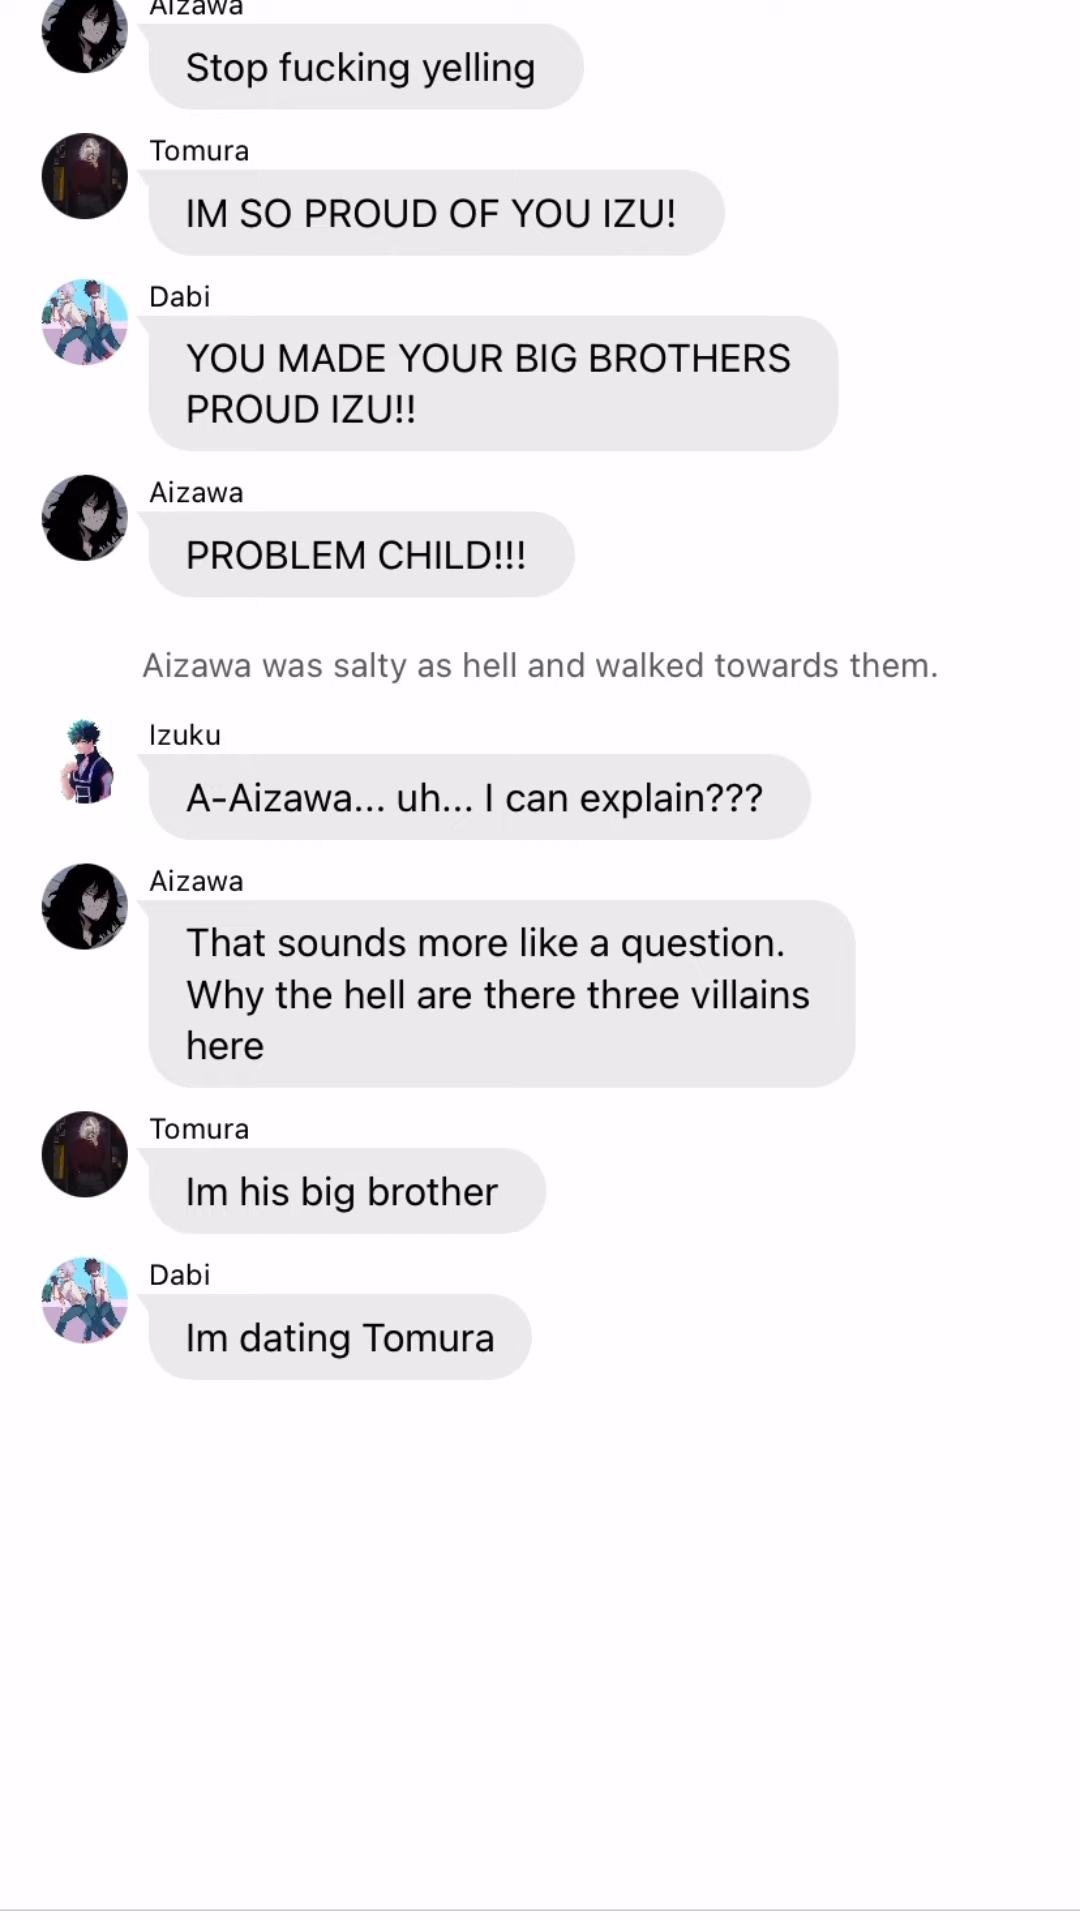 Aizawa
Stop fucking yelling
Tomura
IM SO PROUD OF YOU IZU!
Dabi
YOU MADE YOUR BIG BROTHERS
PROUD IZU!!
Aizawa
PROBLEM CHILD!!!
Aizawa was salty as hell and walked towards them.
Izuku
A-Aizawa... uh... I can explain???
Aizawa
That sounds more like a question.
Why the hell are there three villains
here
Tomura
Im his big brother
Dabi
Im dating Tomura